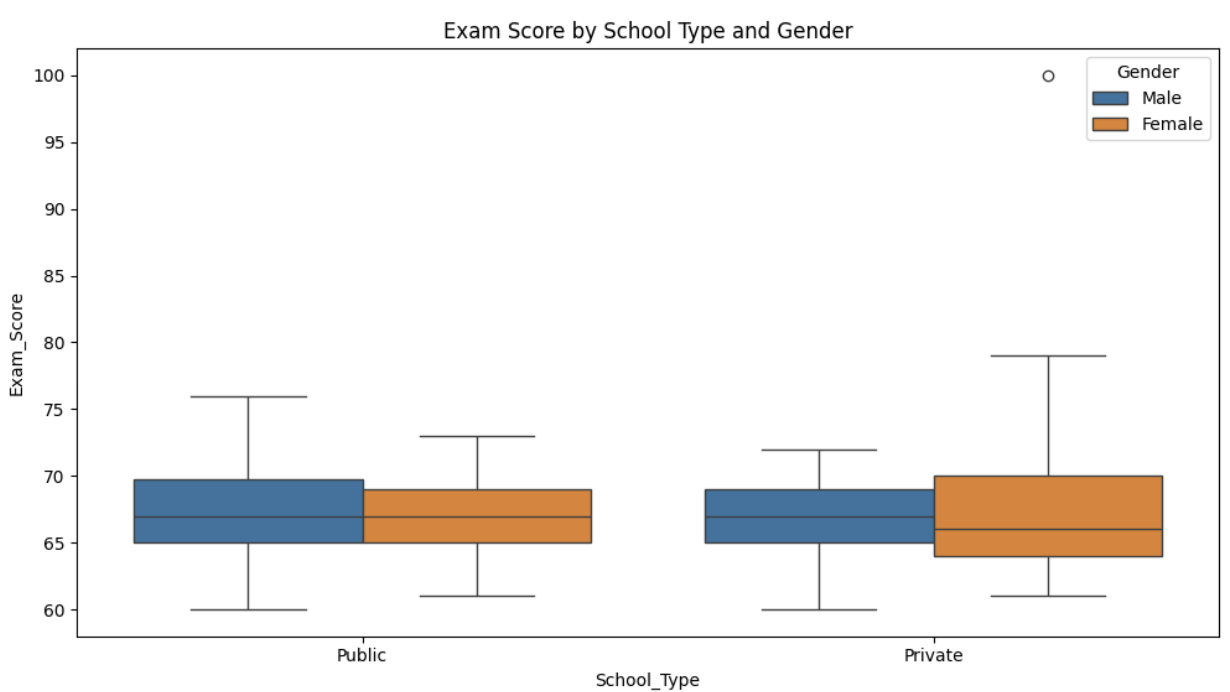 Exam Score by School Type and Gender
100
95
90
85
80
75
70
65
60
Exam_Score
Gender
Male
Female
Public
Private
School_Type